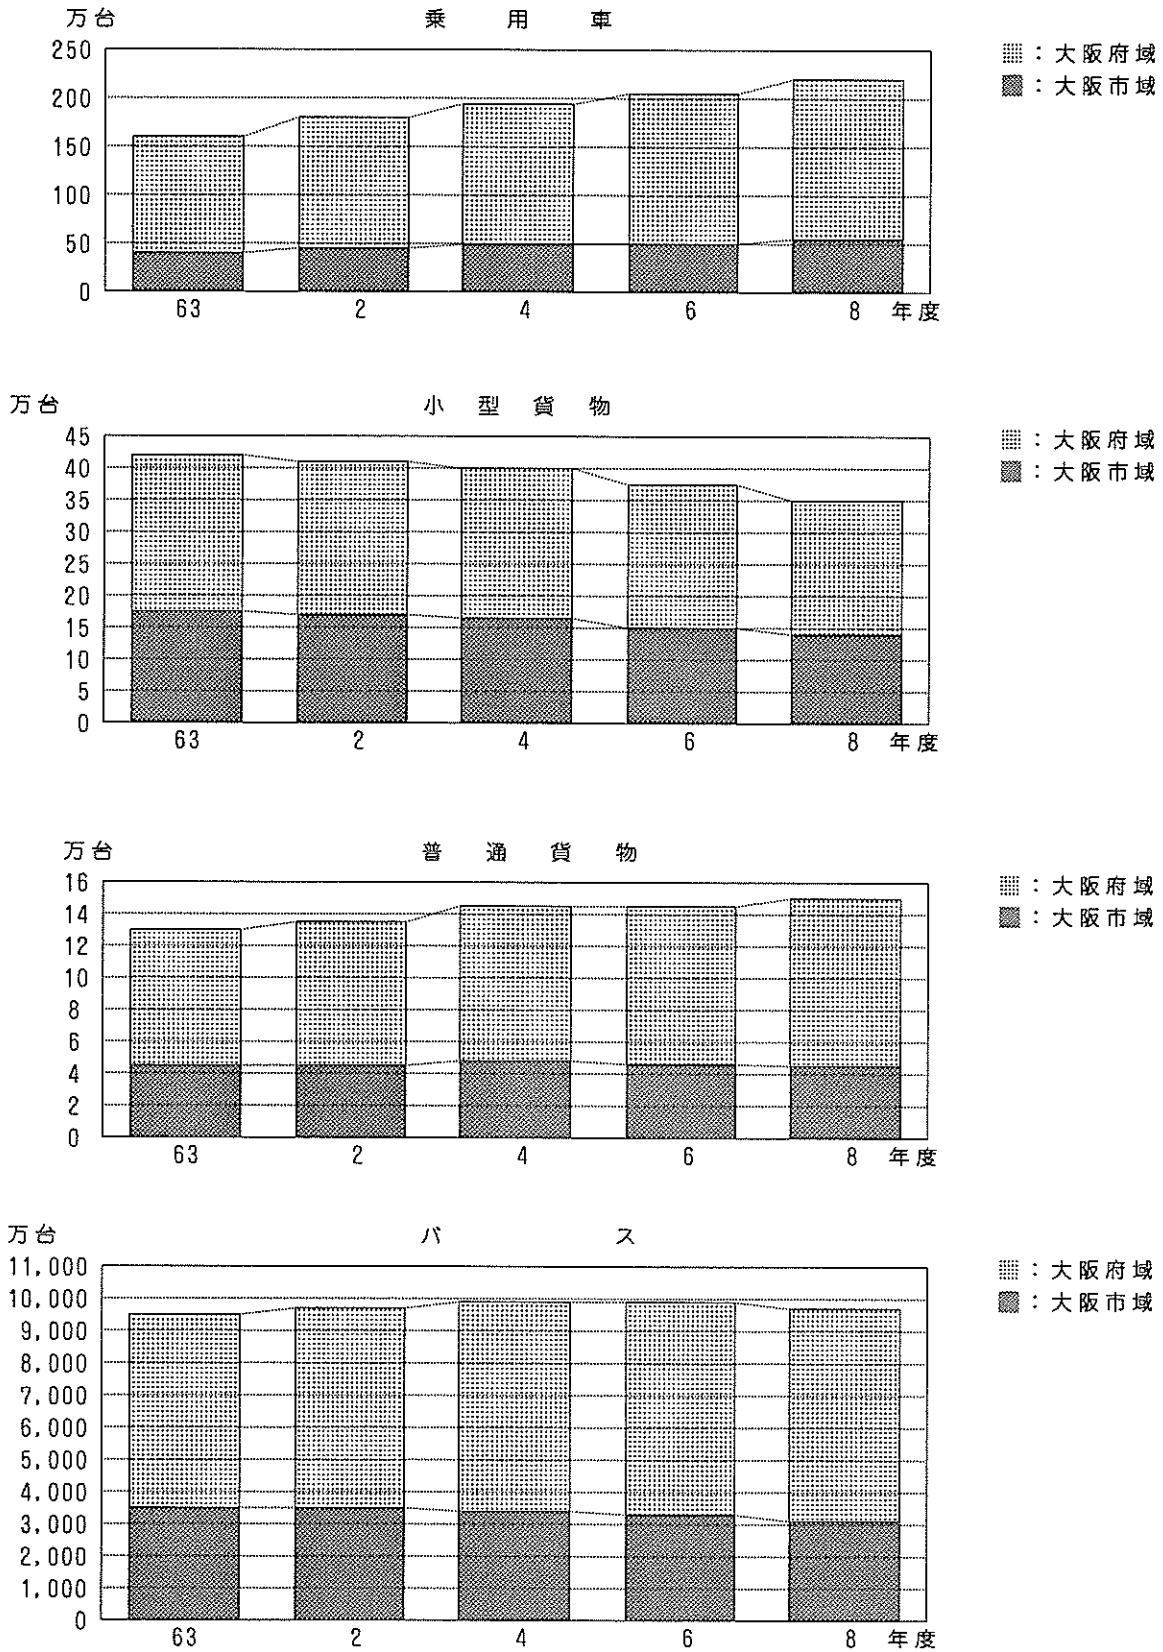 万台 乗用車
250
200
150
100
50
0
63 2 4 6 8 年度
：大阪府域
：大阪市域
万台 小型貨物
45
40
35
30
25
20
15
10
5
0
63 2 4 6 8 年度
：大阪府域
：大阪市域
万台 普通貨物
16
14
12
10
8
6
4
2
0
63 2 4 6 8 年度
：大阪府域
：大阪市域
万台 バス
11,000
10,000
9,000
8,000
7,000
6,000
5,000
4,000
3,000
2,000
1,000
0
63 2 4 6 8 年度
：大阪府域
：大阪市域